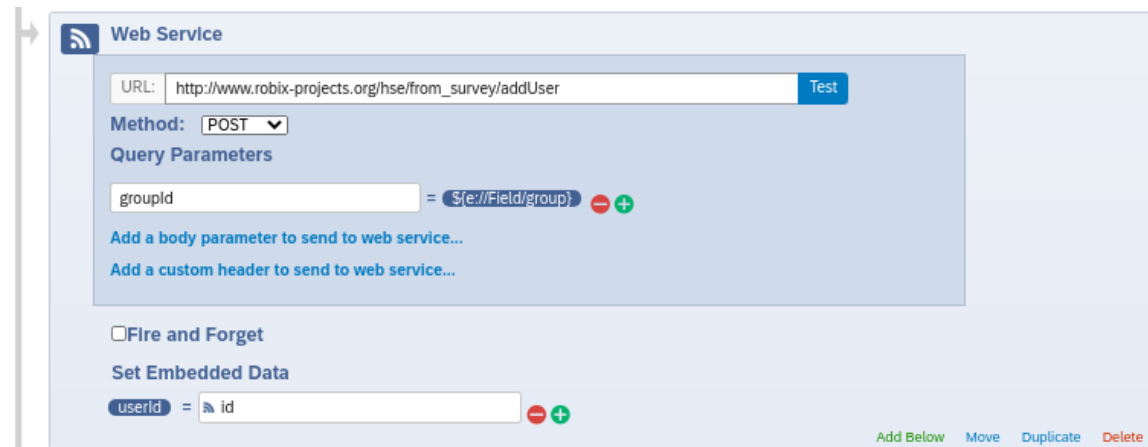 Web Service
URL: http://www.robix-projects.org/hse/from_survey/addUser Test
Method: POST
Query Parameters
groupId = ${e://Field/group}
Add a body parameter to send to web service...
Add a custom header to send to web service...
Fire and Forget
Set Embedded Data
userId = id
Add Below Move Duplicate Delete